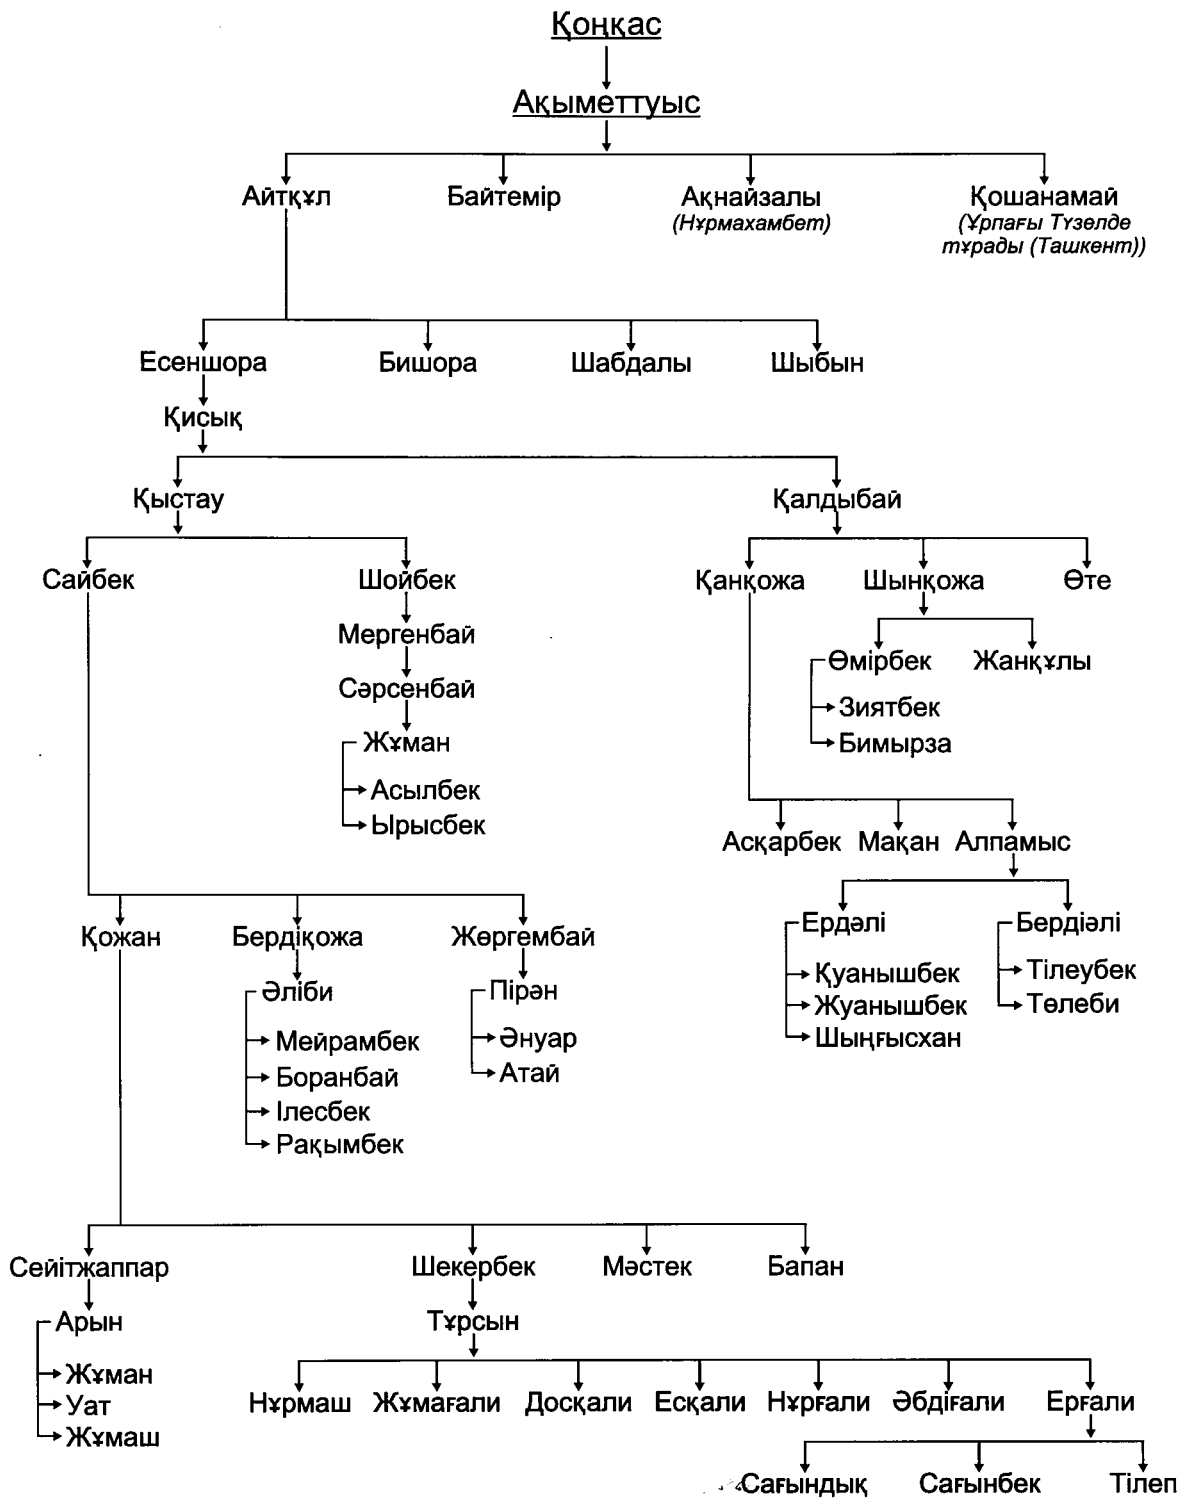 Қоңқас
Ақыметтуыс
Айтқұл Байтемір Ақнайзалы Қошанамай
(Нұрмахамбет) (Ұрпағы Түзелде
тұрады (Ташкент))
Есеншора Бишора Шабдалы Шыбын
Қисық
Қыстау Қалдыбай
Сайбек Шойбек Қанқожа Шынқожа Өте
Мергенбай
Өмірбек Жанқұлы
Сәрсенбай
Зиятбек
Жұман Бимырза
Асылбек
Ырысбек
Асқарбек Мақан Алпамыс
Ердәлі Бердіәлі
Қожан Бердіқожа Жөргембай
Қуанышбек Тілеубек
Әліби Пірән
Жуанышбек Төлеби
Шыңғысхан
Мейрамбек Әнуар
Боранбай Атай
Ілесбек
Рақымбек
Сейітжаппар Шекербек Мәстек Бапан
Арын Тұрсын
Жұман
Уат
Нұрмаш Жұмағали Досқали Есқали Нұрғали Әбдіғали Ерғали
Жұмаш
Сағындық Сағынбек Тілеп